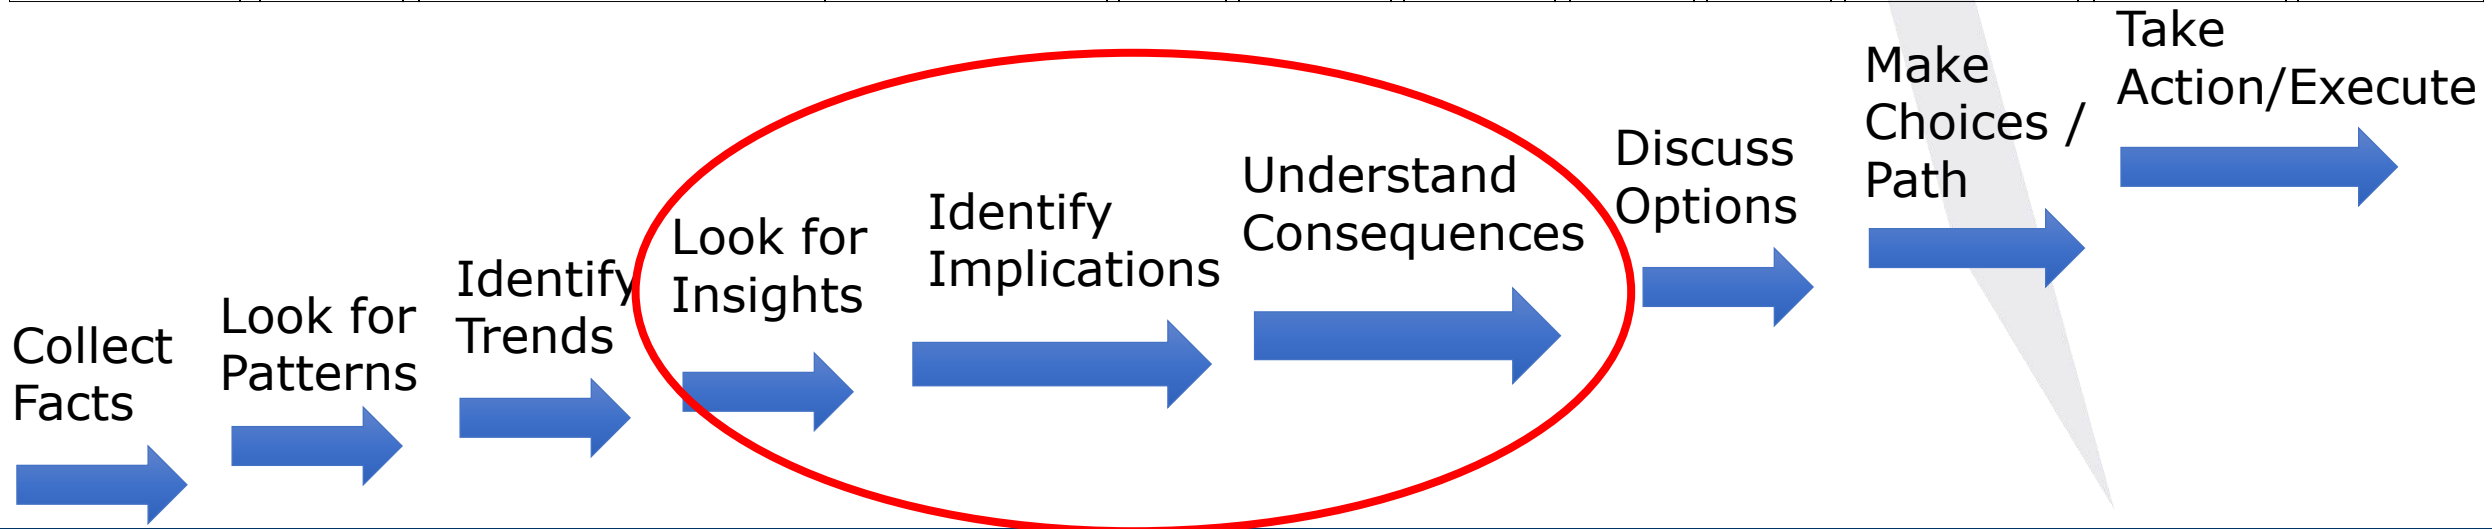 Collect
Facts
Look for
Patterns
Identify
Trends
Look for
Insights
Identify
Implications
Understand
Consequences
Discuss
Options
Make
Choices /
Path
Take
Action/Execute